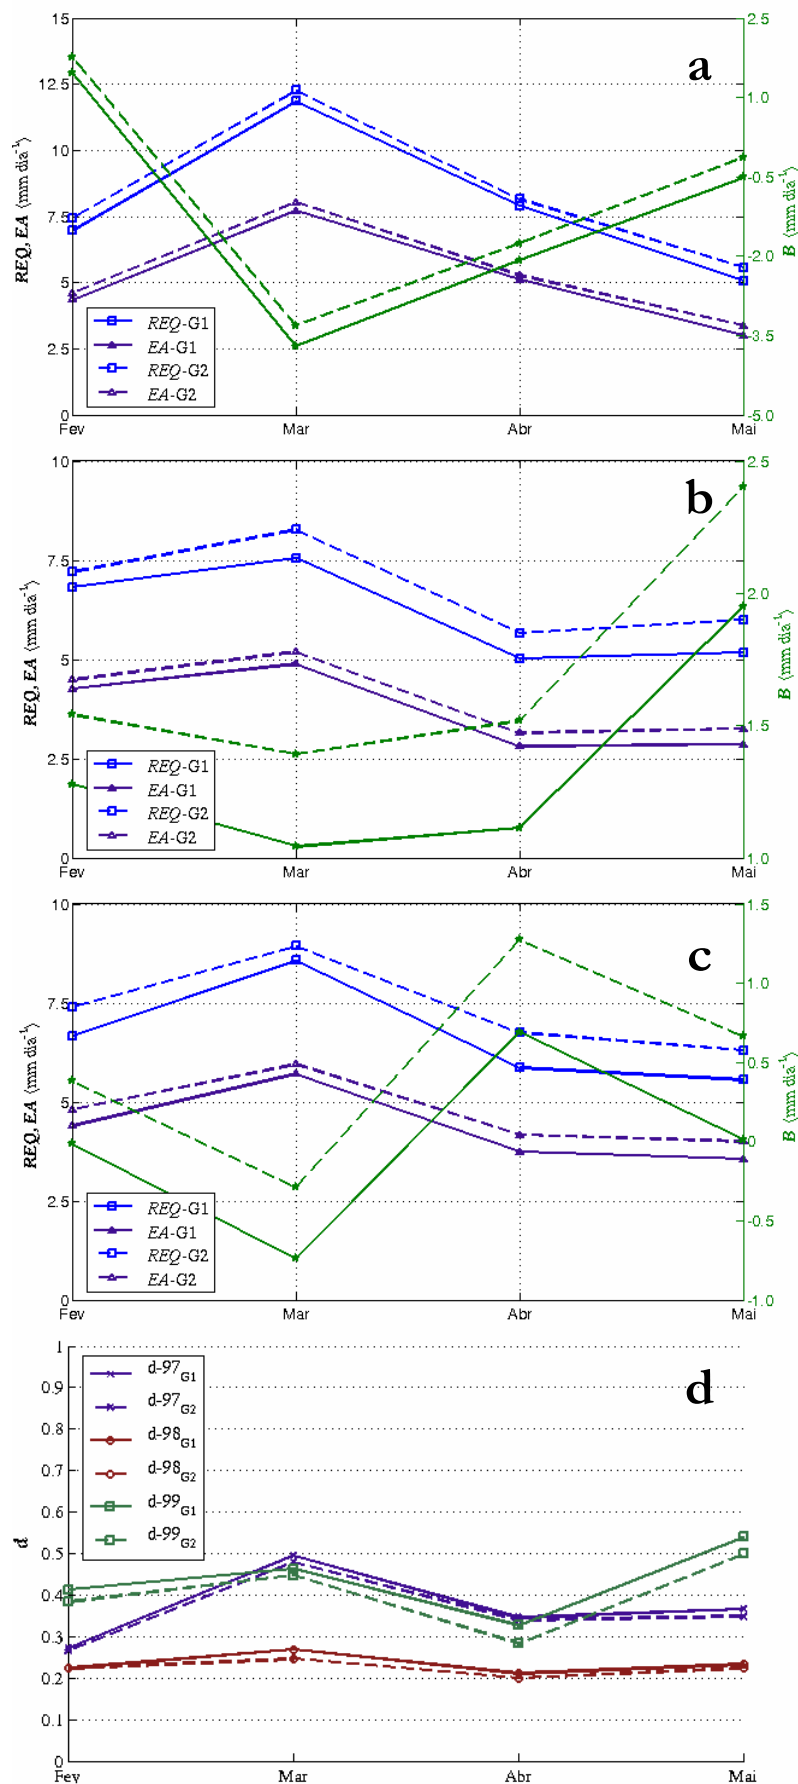 15
12.5
10
7.5
5
2.5
0
REQ, EA (mm dia-1)
a
2.5
1.0
-0.5
-2.0
-3.5
-5.0
B (mm dia-1)
REQ-G1
EA-G1
REQ-G2
EA-G2
Fev Mar Abr Mai
10
7.5
5
2.5
0
REQ, EA (mm dia-1)
b
2.5
2.0
1.5
1.0
B (mm dia-1)
REQ-G1
EA-G1
REQ-G2
EA-G2
Fev Mar Abr Mai
10
7.5
5
2.5
0
REQ, EA (mm dia-1)
c
1.5
1.0
0.5
0
-0.5
-1.0
B (mm dia-1)
REQ-G1
EA-G1
REQ-G2
EA-G2
Fev Mar Abr Mai
1
0.9
0.8
0.7
0.6
0.5
0.4
0.3
0.2
0.1
0
d
d
d-97G1
d-97G2
d-98G1
d-98G2
d-99G1
d-99G2
Fev Mar Abr Mai